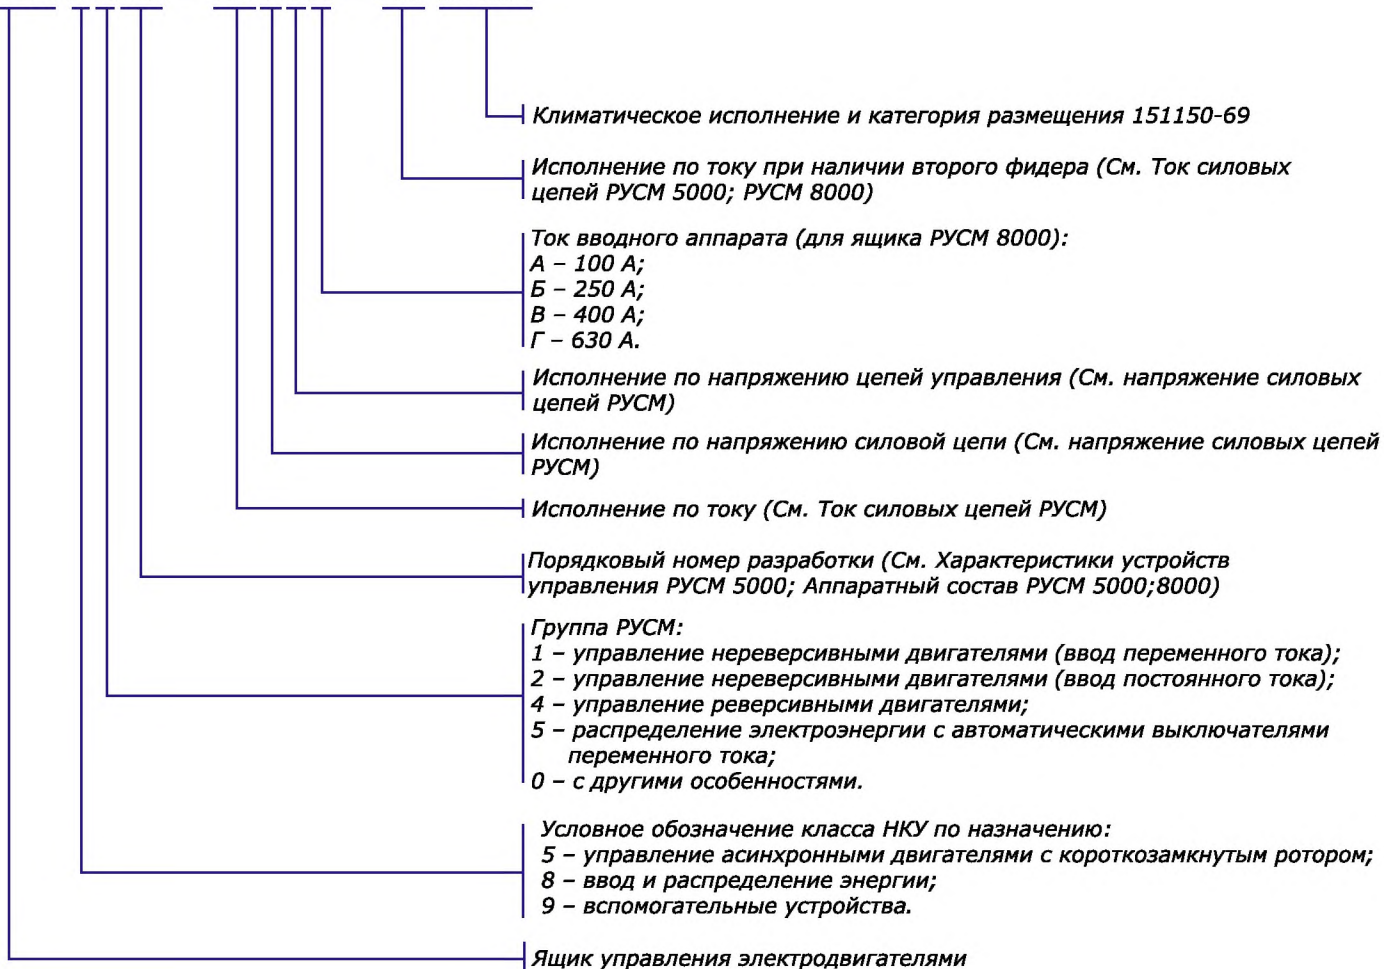 Климатическое исполнение и категория размещения 151150-69
Исполнение по току при наличии второго фидера (См. Ток силовых
цепей РУСМ 5000; РУСМ 8000)
Ток вводного аппарата (для ящика РУСМ 8000):
А – 100 А;
Б – 250 А;
В – 400 А;
Г – 630 А.
Исполнение по напряжению цепей управления (См. напряжение силовых
цепей РУСМ)
Исполнение по напряжению силовой цепи (См. напряжение силовых цепей
РУСМ)
Исполнение по току (См. Ток силовых цепей РУСМ)
Порядковый номер разработки (См. Характеристики устройств
управления РУСМ 5000; Аппаратный состав РУСМ 5000;8000)
Группа РУСМ:
1 – управление нереверсивными двигателями (ввод переменного тока);
2 – управление нереверсивными двигателями (ввод постоянного тока);
4 – управление реверсивными двигателями;
5 – распределение электроэнергии с автоматическими выключателями
переменного тока;
0 – с другими особенностями.
Условное обозначение класса НКУ по назначению:
5 – управление асинхронными двигателями с короткозамкнутым ротором;
8 – ввод и распределение энергии;
9 – вспомогательные устройства.
Ящик управления электродвигателями